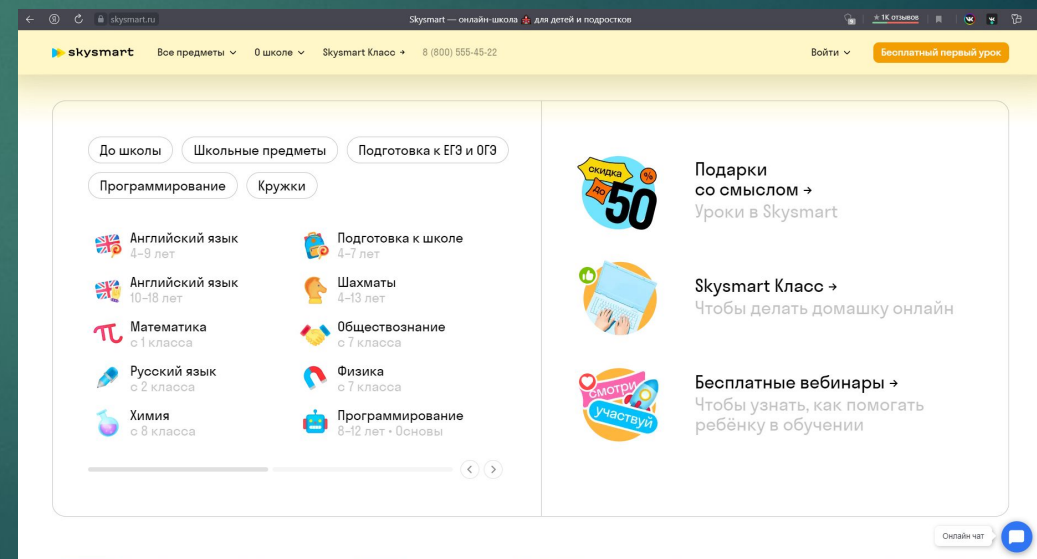 skysmart.ru
Skysmart — онлайн-школа для детей и подростков
★ 1K отзывов
skysmart
Все предметы
О школе
Skysmart Класс →
8 (800) 555-45-22
Войти
Бесплатный первый урок
До школы
Школьные предметы
Подготовка к ЕГЭ и ОГЭ
Программирование
Кружки
Английский язык
4–9 лет
Английский язык
10–18 лет
Математика
с 1 класса
Русский язык
с 2 класса
Химия
с 8 класса
Подготовка к школе
4–7 лет
Шахматы
4–13 лет
Обществознание
с 7 класса
Физика
с 7 класса
Программирование
8–12 лет • Основы
СКИДКА
%
ДО
50
Подарки
со смыслом →
Уроки в Skysmart
Skysmart Класс →
Чтобы делать домашку онлайн
СМОТРИ
УЧАСТВУЙ
Бесплатные вебинары →
Чтобы узнать, как помогать
ребёнку в обучении
Онлайн чат